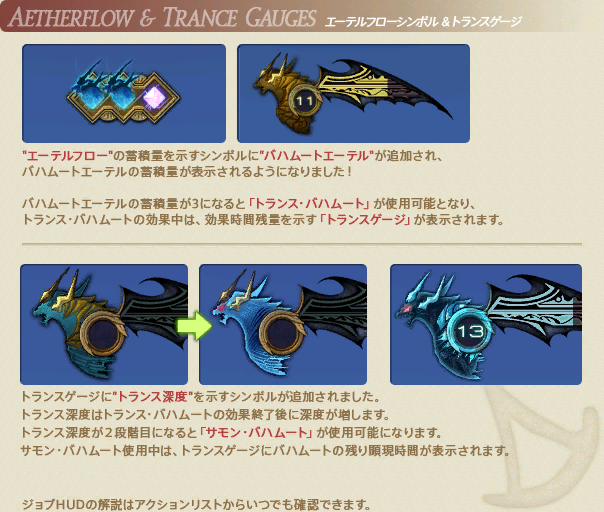 AETHERFLOW & TRANCE GAUGES エーテルフローシンボル &トランスゲージ
11
"エーテルフロー"の蓄積量を示すシンボルに"バハムートエーテル"が追加され、
バハムートエーテルの蓄積量が表示されるようになりました！
バハムートエーテルの蓄積量が3になると「トランス・バハムート」が使用可能となり、
トランス・バハムートの効果中は、効果時間残量を示す「トランスゲージ」が表示されます。
13
トランスゲージに"トランス深度"を示すシンボルが追加されました。
トランス深度はトランス・バハムートの効果終了後に深度が増します。
トランス深度が２段階目になると「サモン・バハムート」が使用可能になります。
サモン・バハムート使用中は、トランスゲージにバハムートの残り顕現時間が表示されます。
ジョブHUDの解説はアクションリストからいつでも確認できます。